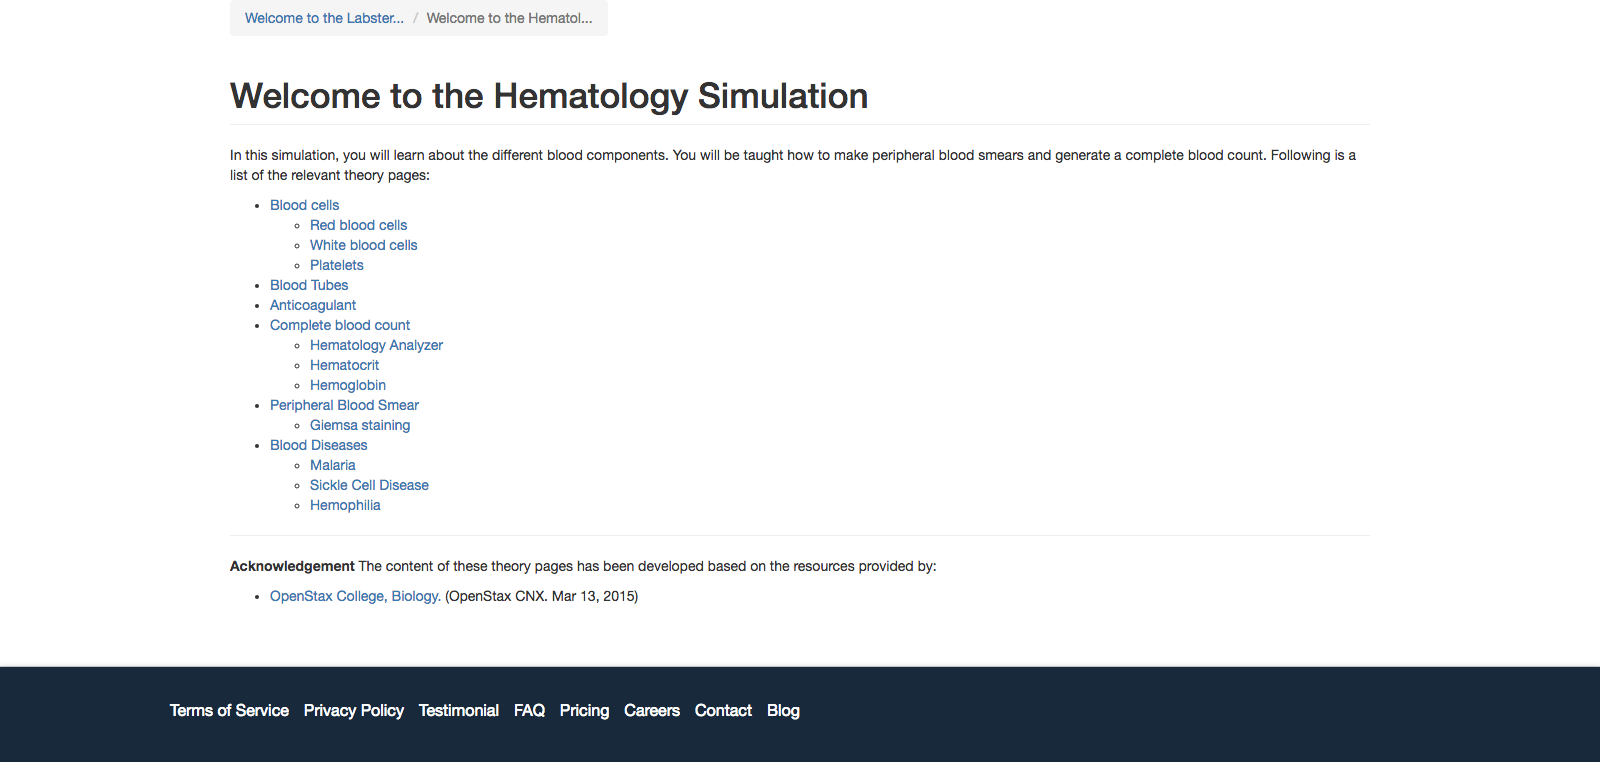 Welcome to the Labster... / Welcome to the Hematol...
Welcome to the Hematology Simulation
In this simulation, you will learn about the different blood components. You will be taught how to make peripheral blood smears and generate a complete blood count. Following is a
list of the relevant theory pages:
Blood cells
Red blood cells
White blood cells
Platelets
Blood Tubes
Anticoagulant
Complete blood count
Hematology Analyzer
Hematocrit
Hemoglobin
Peripheral Blood Smear
Giemsa staining
Blood Diseases
Malaria
Sickle Cell Disease
Hemophilia
Acknowledgement The content of these theory pages has been developed based on the resources provided by:
OpenStax College, Biology. (OpenStax CNX. Mar 13, 2015)
Terms of Service Privacy Policy Testimonial FAQ Pricing Careers Contact Blog